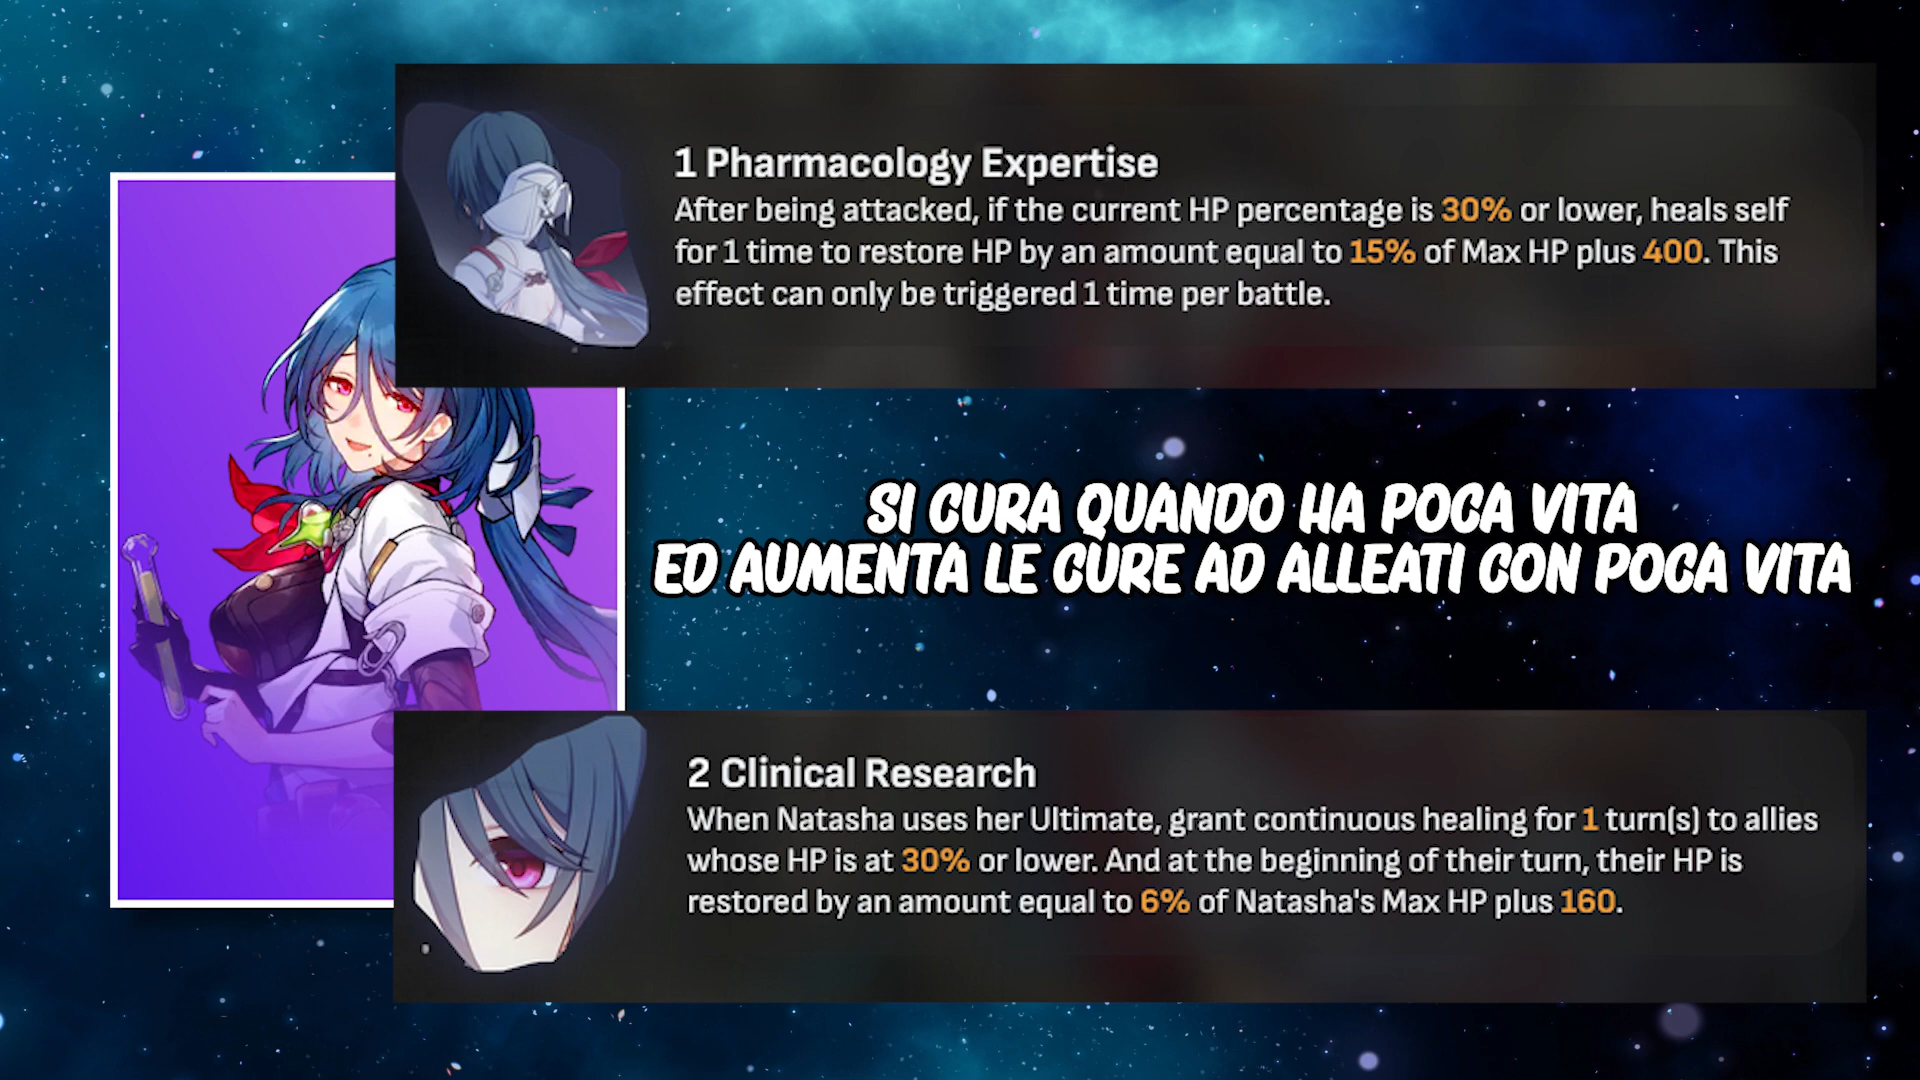 1 Pharmacology Expertise
After being attacked, if the current HP percentage is 30% or lower, heals self
for 1 time to restore HP by an amount equal to 15% of Max HP plus 400. This
effect can only be triggered 1 time per battle.
SI CURA QUANDO HA POCA VITA
ED AUMENTA LE CURE AD ALLEATI CON POCA VITA
2 Clinical Research
When Natasha uses her Ultimate, grant continuous healing for 1 turn(s) to allies
whose HP is at 30% or lower. And at the beginning of their turn, their HP is
restored by an amount equal to 6% of Natasha's Max HP plus 160.